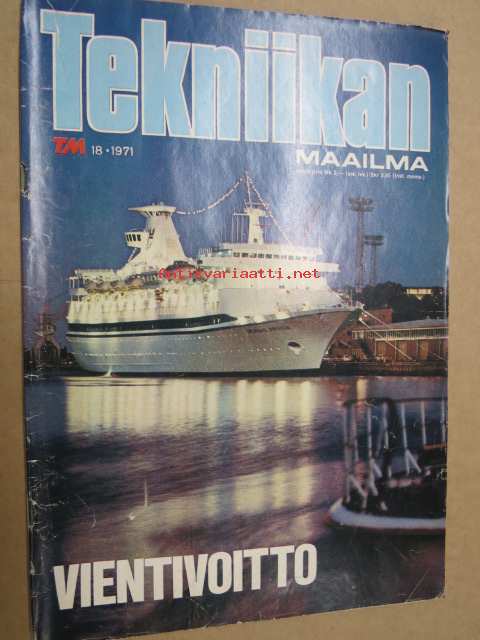 Tekniikan
TM 18 • 1971
MAAILMA
antikvariaatti.net
VIENTIVOITTO